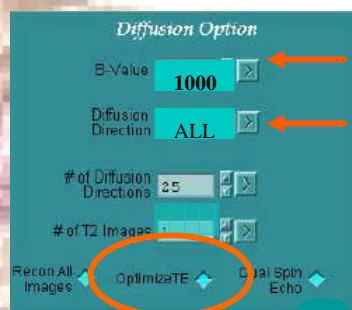 Diffusion Option
B-Value 1000
Diffusion
Direction ALL
# of Diffusion
Directions 25
# of T2 Images 1
Recon All
Images
OptimizeTE
Dual Spin
Echo